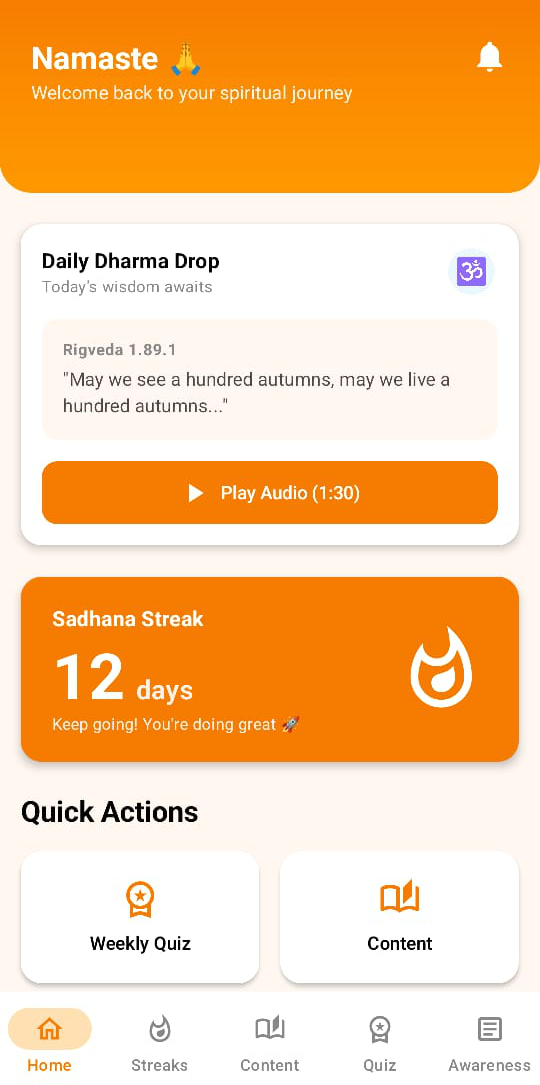 Namaste 🙏
Welcome back to your spiritual journey
Daily Dharma Drop
Today's wisdom awaits
🕉
Rigveda 1.89.1
"May we see a hundred autumns, may we live a
hundred autumns..."
Play Audio (1:30)
Sadhana Streak
12 days
Keep going! You're doing great 🚀
Quick Actions
Weekly Quiz
Content
Home
Streaks
Content
Quiz
Awareness